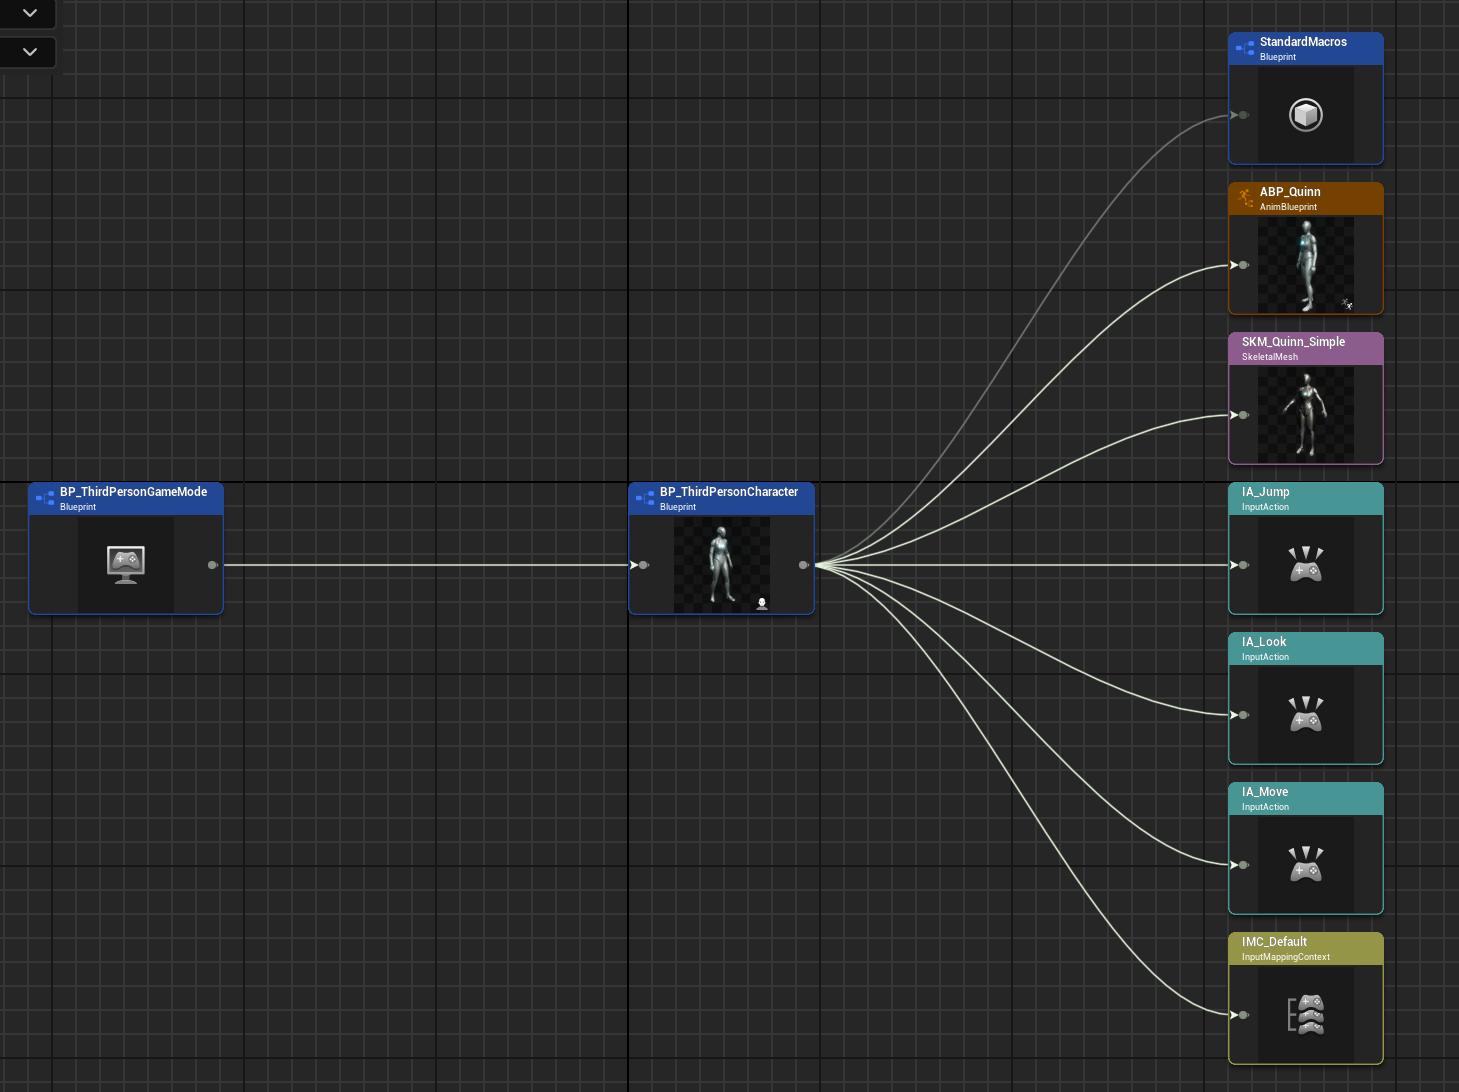 StandardMacros
Blueprint
ABP_Quinn
AnimBlueprint
SKM_Quinn_Simple
SkeletalMesh
BP_ThirdPersonGameMode
Blueprint
BP_ThirdPersonCharacter
Blueprint
IA_Jump
InputAction
IA_Look
InputAction
IA_Move
InputAction
IMC_Default
InputMappingContext